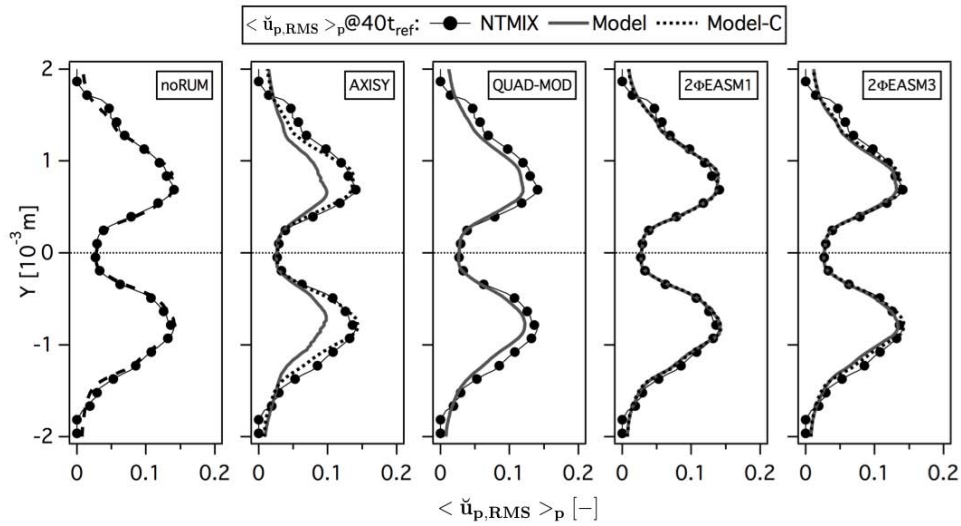 < ŭp,RMS >p@40tref: NTMIX Model Model-C
noRUM AXISY QUAD-MOD 2ΦEASM1 2ΦEASM3
Y [10-3m]
2
1
0
-1
-2
0 0.1 0.2 0 0.1 0.2 0 0.1 0.2 0 0.1 0.2 0 0.1 0.2
< ŭp,RMS >p [−]